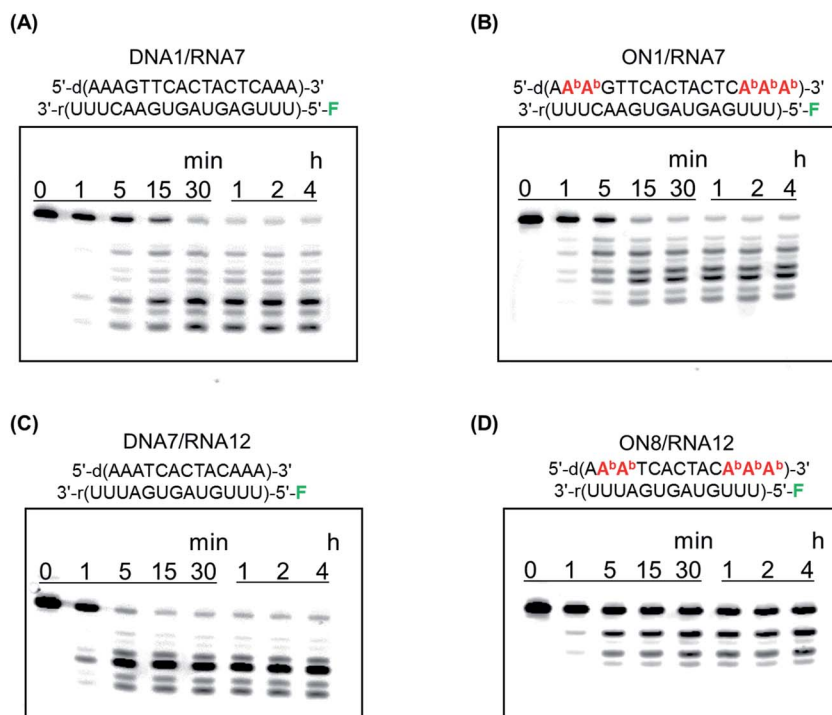 (A)
DNA1/RNA7
5'-d(AAAGTTCACTACTCAAA)-3'
3'-r(UUUCAAGUGAUGAGUUU)-5'-F
min h
0 1 5 15 30 1 2 4
(B)
ON1/RNA7
5'-d(AAᵇAᵇGTTCACTACTCAᵇAᵇAᵇ)-3'
3'-r(UUUCAAGUGAUGAGUUU)-5'-F
min h
0 1 5 15 30 1 2 4
(C)
DNA7/RNA12
5'-d(AAATCACTACAAA)-3'
3'-r(UUUAGUGAUGUUU)-5'-F
min h
0 1 5 15 30 1 2 4
(D)
ON8/RNA12
5'-d(AAᵇAᵇTCACTACAᵇAᵇAᵇ)-3'
3'-r(UUUAGUGAUGUUU)-5'-F
min h
0 1 5 15 30 1 2 4